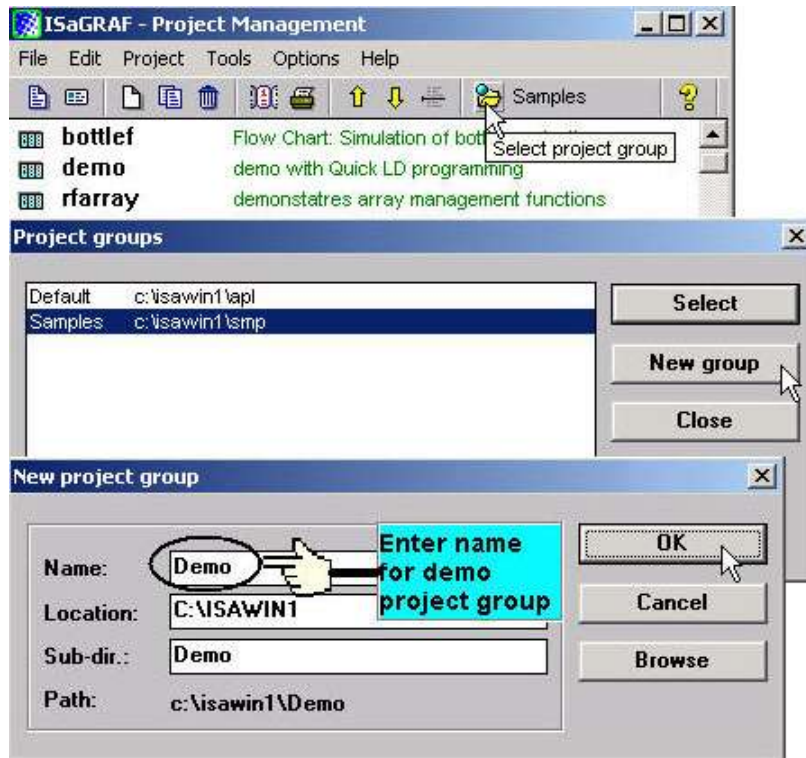 ISaGRAF - Project Management
File Edit Project Tools Options Help
Samples
bottlef Flow Chart: Simulation of bott
Select project group
demo demo with Quick LD programming
rfarray demonstatres array management functions
Project groups
Default c:\isawin1\apl
Samples c:\isawin1\smp
Select
New group
Close
New project group
Name: Demo
Enter name
for demo
project group
OK
Location: C:\ISAWIN1
Cancel
Sub-dir.: Demo
Browse
Path: c:\isawin1\Demo